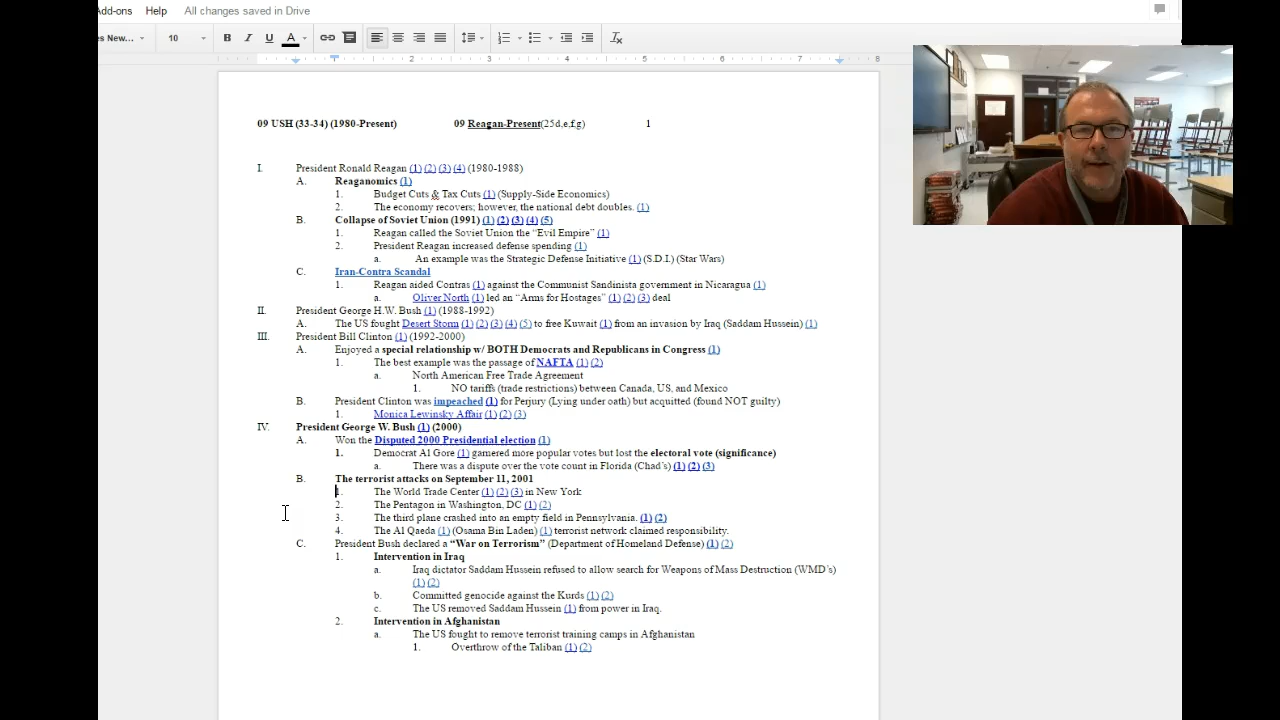 Add-ons Help All changes saved in Drive
es New... 10 B I U A
2 3 4 5 6 7 8
09 USH (33-34) (1980-Present) 09 Reagan-Present(25d,e,f,g) 1
I. President Ronald Reagan (1) (2) (3) (4) (1980-1988)
A. Reaganomics (1)
1. Budget Cuts & Tax Cuts (1) (Supply-Side Economics)
2. The economy recovers; however, the national debt doubles. (1)
B. Collapse of Soviet Union (1991) (1) (2) (3) (4) (5)
1. Reagan called the Soviet Union the “Evil Empire” (1)
2. President Reagan increased defense spending (1)
a. An example was the Strategic Defense Initiative (1) (S.D.I.) (Star Wars)
C. Iran-Contra Scandal
1. Reagan aided Contras (1) against the Communist Sandinista government in Nicaragua (1)
a. Oliver North (1) led an “Arms for Hostages” (1) (2) (3) deal
II. President George H.W. Bush (1) (1988-1992)
A. The US fought Desert Storm (1) (2) (3) (4) (5) to free Kuwait (1) from an invasion by Iraq (Saddam Hussein) (1)
III. President Bill Clinton (1) (1992-2000)
A. Enjoyed a special relationship w/ BOTH Democrats and Republicans in Congress (1)
1. The best example was the passage of NAFTA (1) (2)
a. North American Free Trade Agreement
1. NO tariffs (trade restrictions) between Canada, US, and Mexico
B. President Clinton was impeached (1) for Perjury (Lying under oath) but acquitted (found NOT guilty)
1. Monica Lewinsky Affair (1) (2) (3)
IV. President George W. Bush (1) (2000)
A. Won the Disputed 2000 Presidential election (1)
1. Democrat Al Gore (1) garnered more popular votes but lost the electoral vote (significance)
a. There was a dispute over the vote count in Florida (Chad’s) (1) (2) (3)
B. The terrorist attacks on September 11, 2001
1. The World Trade Center (1) (2) (3) in New York
2. The Pentagon in Washington, DC (1) (2)
3. The third plane crashed into an empty field in Pennsylvania. (1) (2)
4. The Al Qaeda (1) (Osama Bin Laden) (1) terrorist network claimed responsibility.
C. President Bush declared a “War on Terrorism” (Department of Homeland Defense) (1) (2)
1. Intervention in Iraq
a. Iraq dictator Saddam Hussein refused to allow search for Weapons of Mass Destruction (WMD’s)
(1) (2)
b. Committed genocide against the Kurds (1) (2)
c. The US removed Saddam Hussein (1) from power in Iraq.
2. Intervention in Afghanistan
a. The US fought to remove terrorist training camps in Afghanistan
1. Overthrow of the Taliban (1) (2)